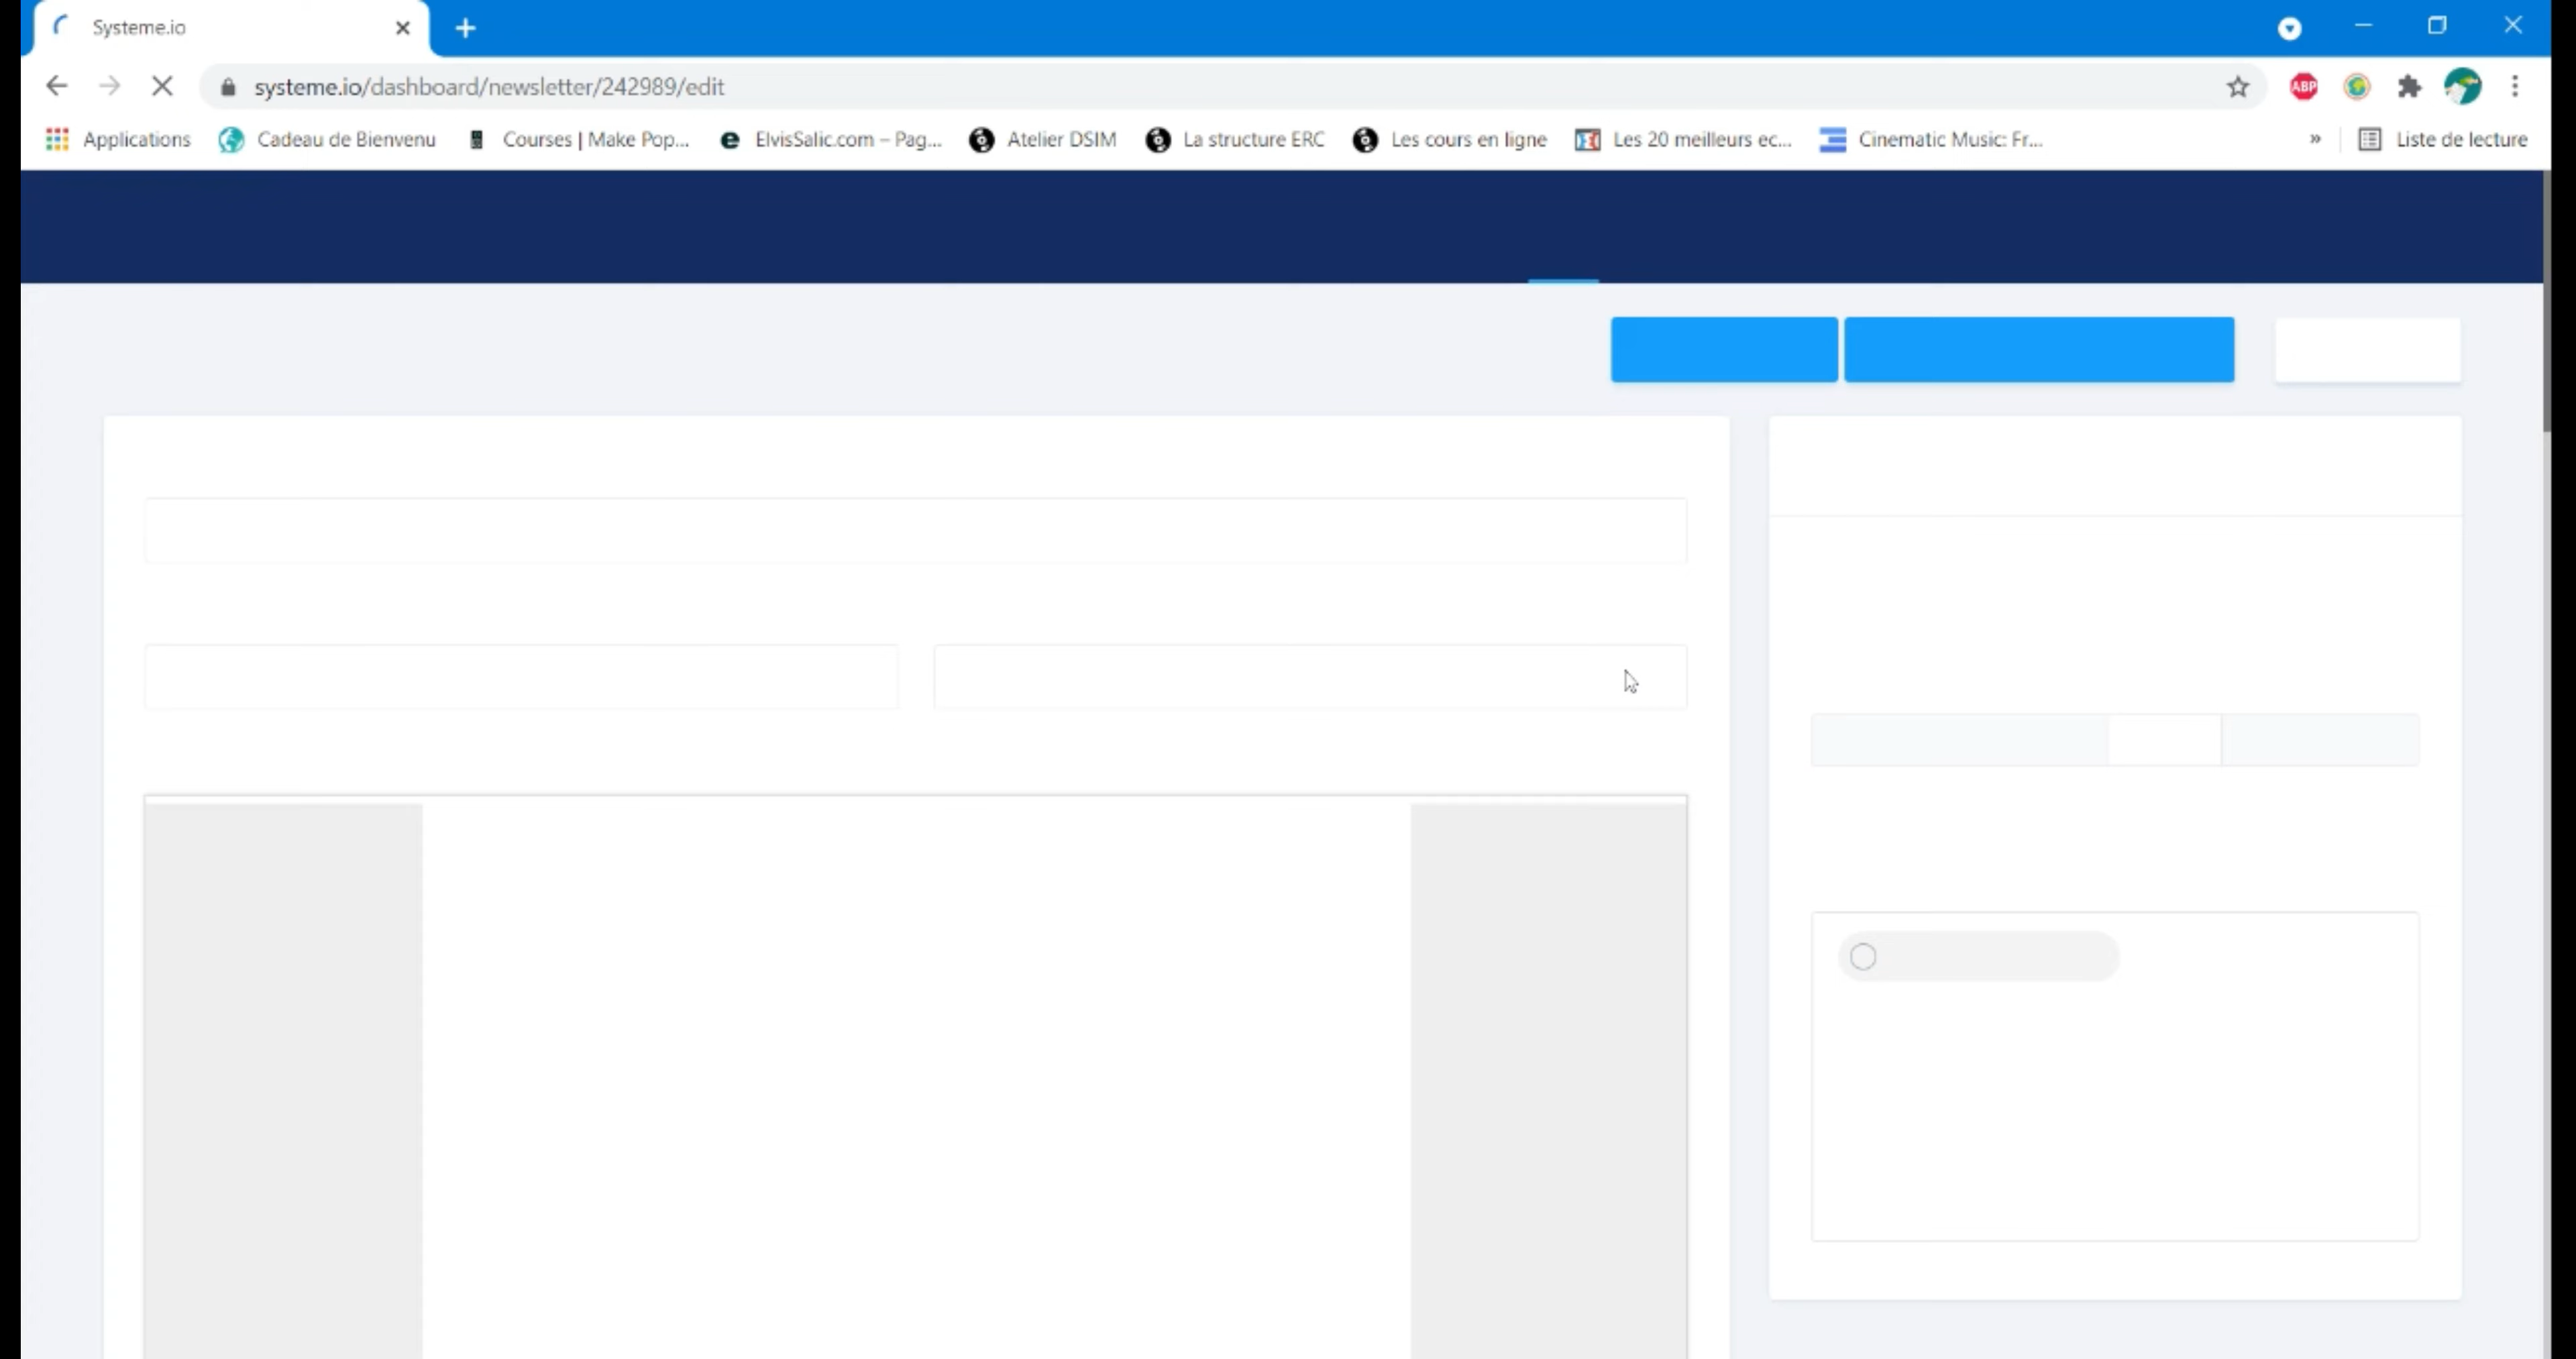 Systeme.io
systeme.io/dashboard/newsletter/242989/edit
ABP
Applications Cadeau de Bienvenu Courses | Make Pop... ElvisSalic.com – Pag... Atelier DSIM La structure ERC Les cours en ligne Les 20 meilleurs ec... Cinematic Music: Fr... » Liste de lecture